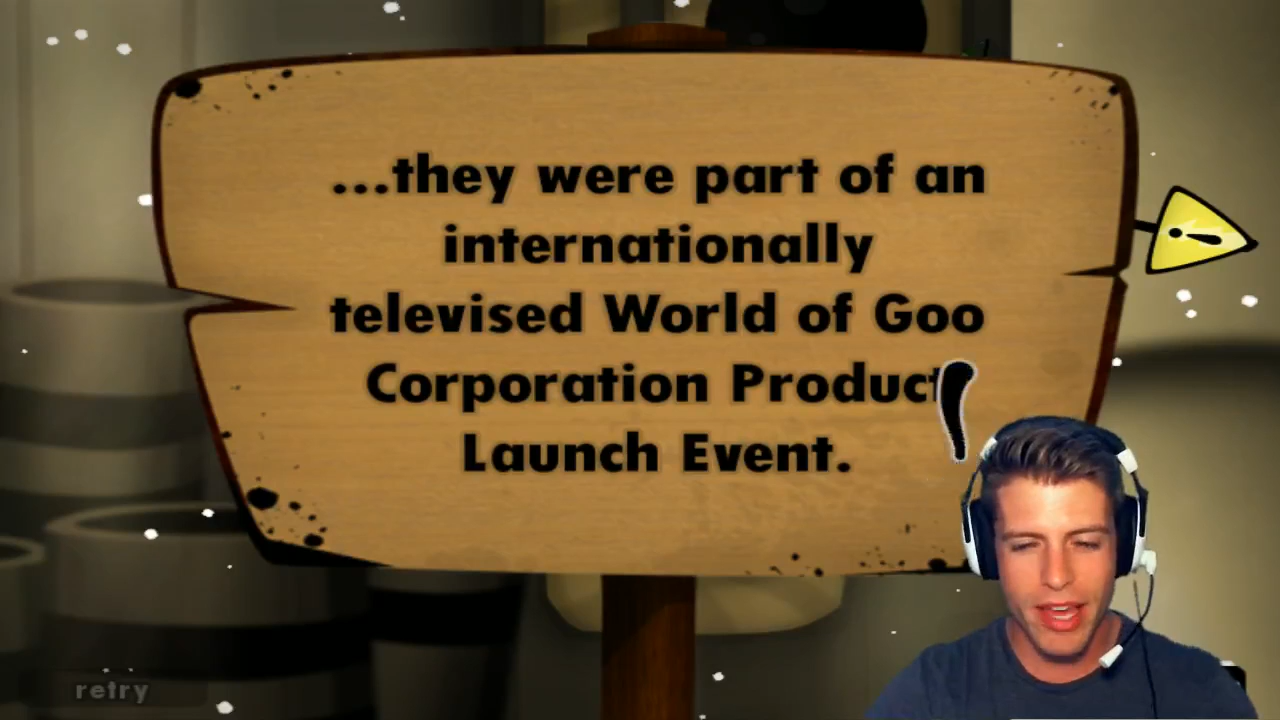 ...they were part of an
internationally
televised World of Goo
Corporation Product
Launch Event.
retry